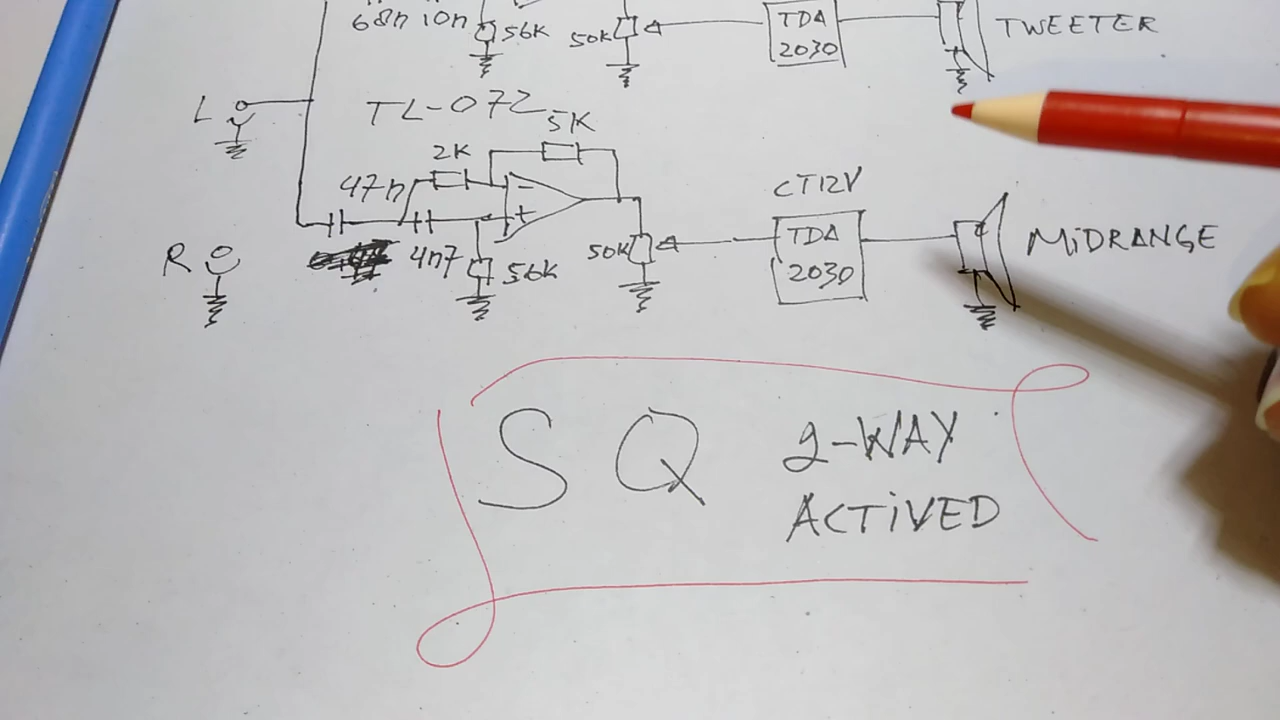 68n 10n 56K 50K TDA 2030 TWEETER
L TL-072
5K
2K
47n CT12V
R 4n7 56K 50K TDA 2030 MiDRANGE
SQ 2-WAY
ACTiVED